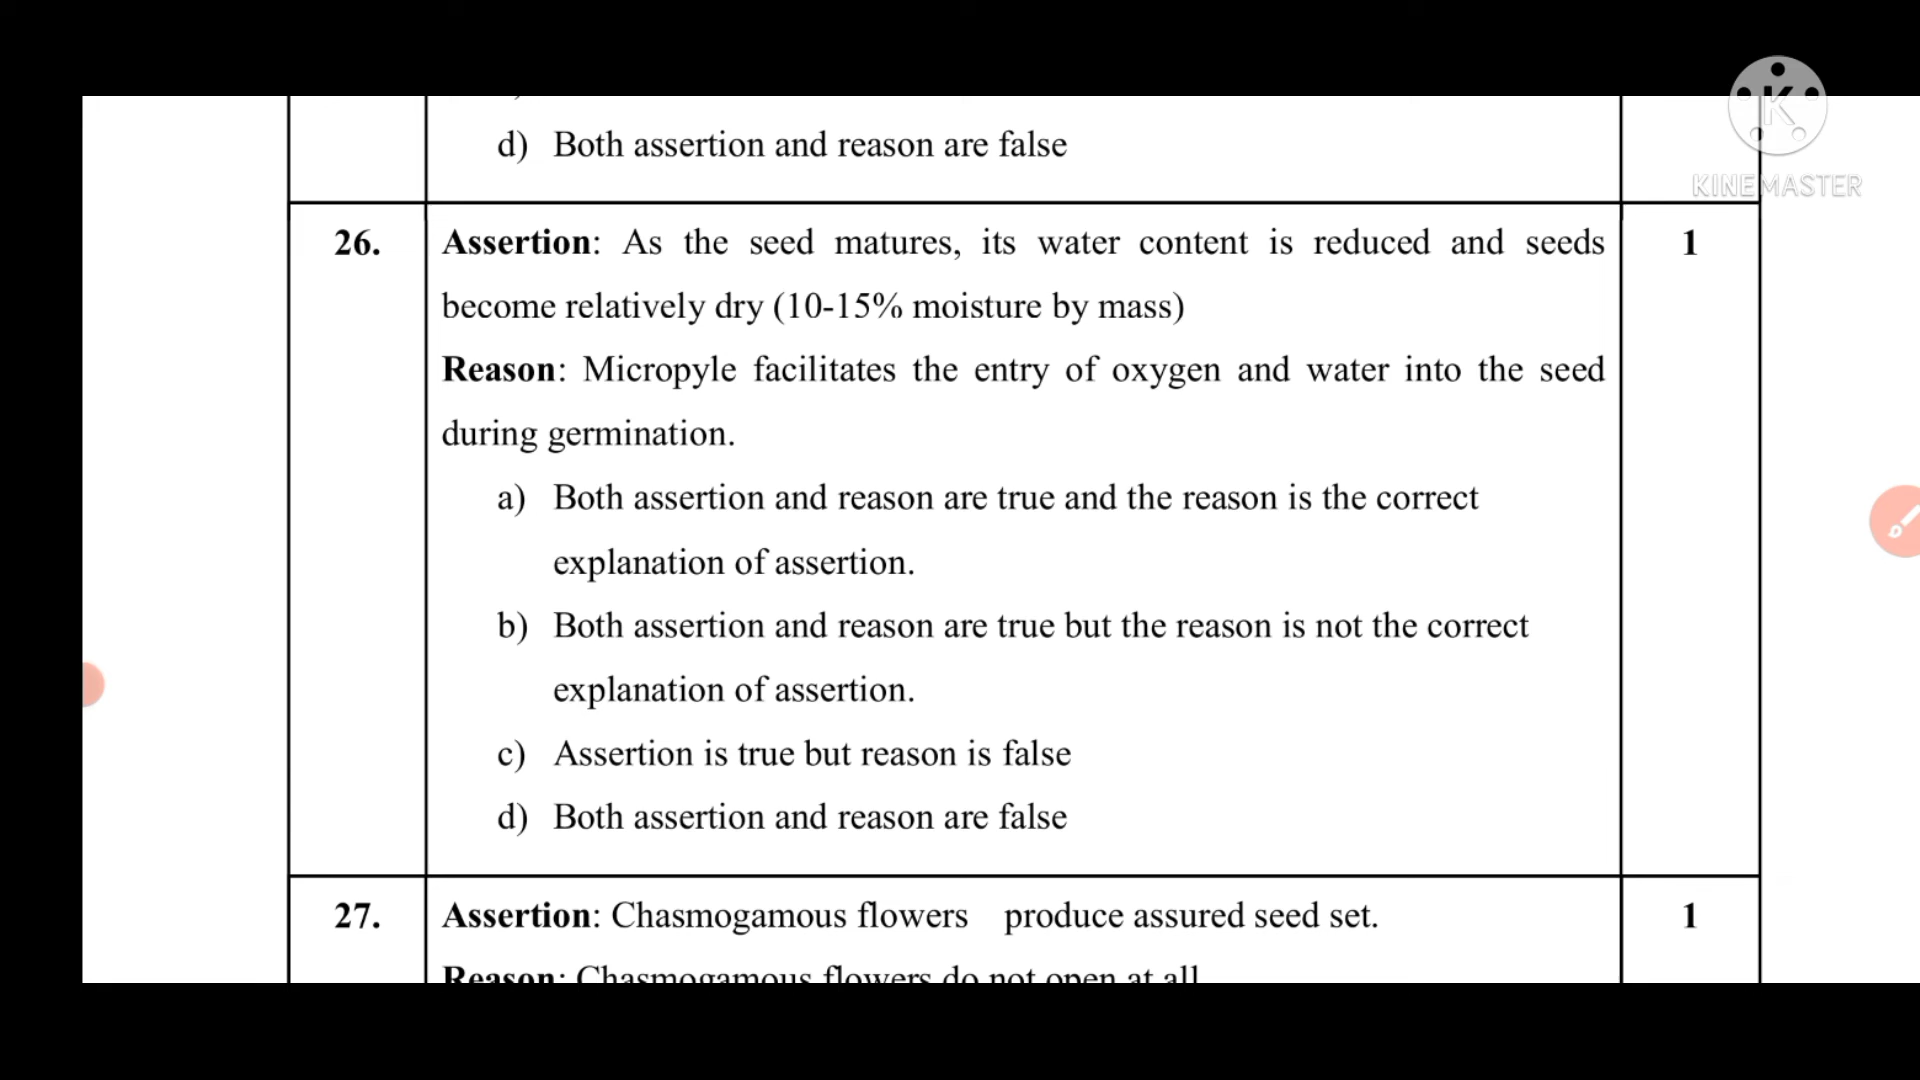 d) Both assertion and reason are false
KINEMASTER
26. Assertion: As the seed matures, its water content is reduced and seeds 1
become relatively dry (10-15% moisture by mass)
Reason: Micropyle facilitates the entry of oxygen and water into the seed
during germination.
a) Both assertion and reason are true and the reason is the correct
explanation of assertion.
b) Both assertion and reason are true but the reason is not the correct
explanation of assertion.
c) Assertion is true but reason is false
d) Both assertion and reason are false
27. Assertion: Chasmogamous flowers produce assured seed set. 1
Reason: Chasmogamous flowers do not open at all